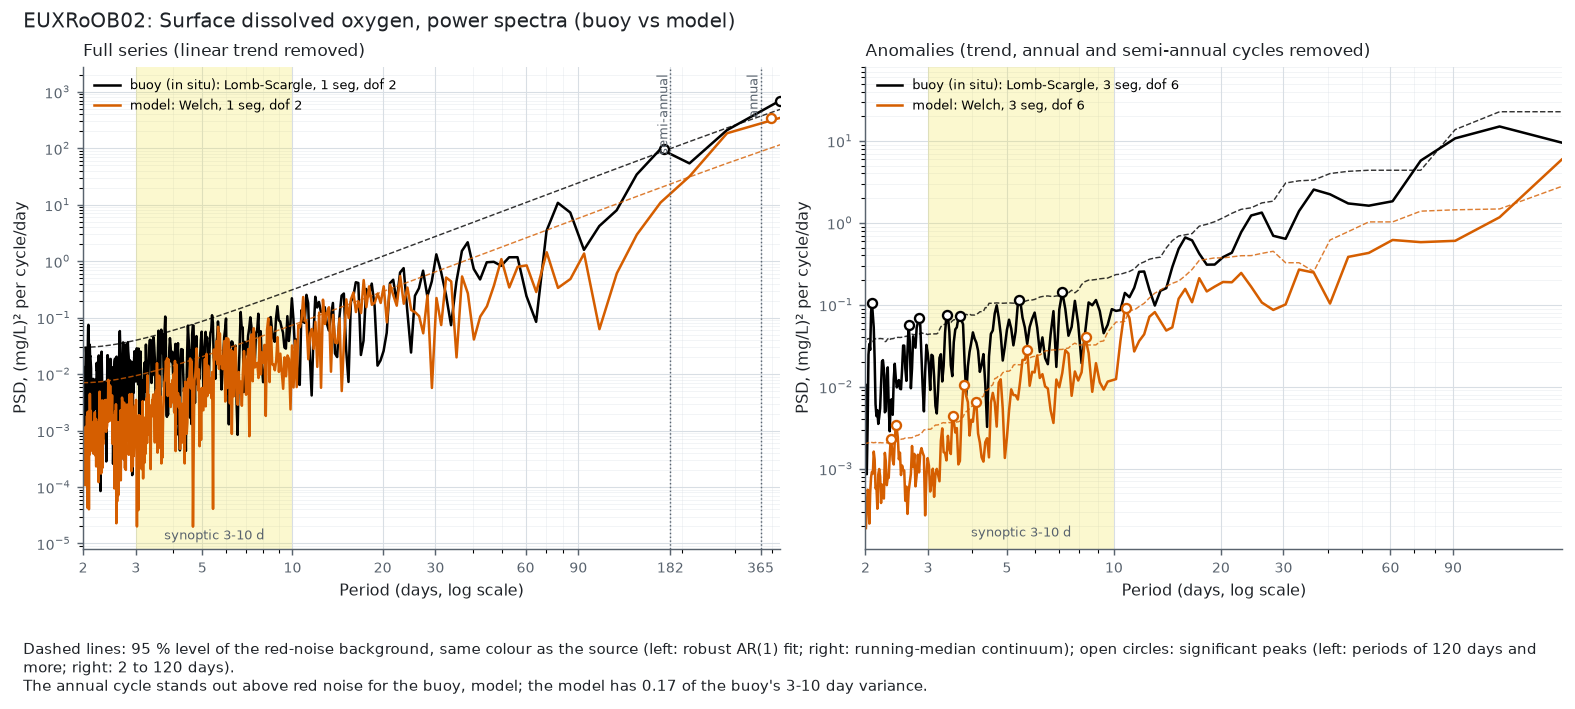 EUXRoOB02: Surface dissolved oxygen, power spectra (buoy vs model)
Full series (linear trend removed)
buoy (in situ): Lomb-Scargle, 1 seg, dof 2
model: Welch, 1 seg, dof 2
semi-annual
annual
PSD, (mg/L)² per cycle/day
10³
10²
10¹
10⁰
10⁻¹
10⁻²
10⁻³
10⁻⁴
10⁻⁵
synoptic 3-10 d
2 3 5 10 20 30 60 90 182 365
Period (days, log scale)
Anomalies (trend, annual and semi-annual cycles removed)
buoy (in situ): Lomb-Scargle, 3 seg, dof 6
model: Welch, 3 seg, dof 6
PSD, (mg/L)² per cycle/day
10¹
10⁰
10⁻¹
10⁻²
10⁻³
synoptic 3-10 d
2 3 5 10 20 30 60 90
Period (days, log scale)
Dashed lines: 95 % level of the red-noise background, same colour as the source (left: robust AR(1) fit; right: running-median continuum); open circles: significant peaks (left: periods of 120 days and
more; right: 2 to 120 days).
The annual cycle stands out above red noise for the buoy, model; the model has 0.17 of the buoy's 3-10 day variance.